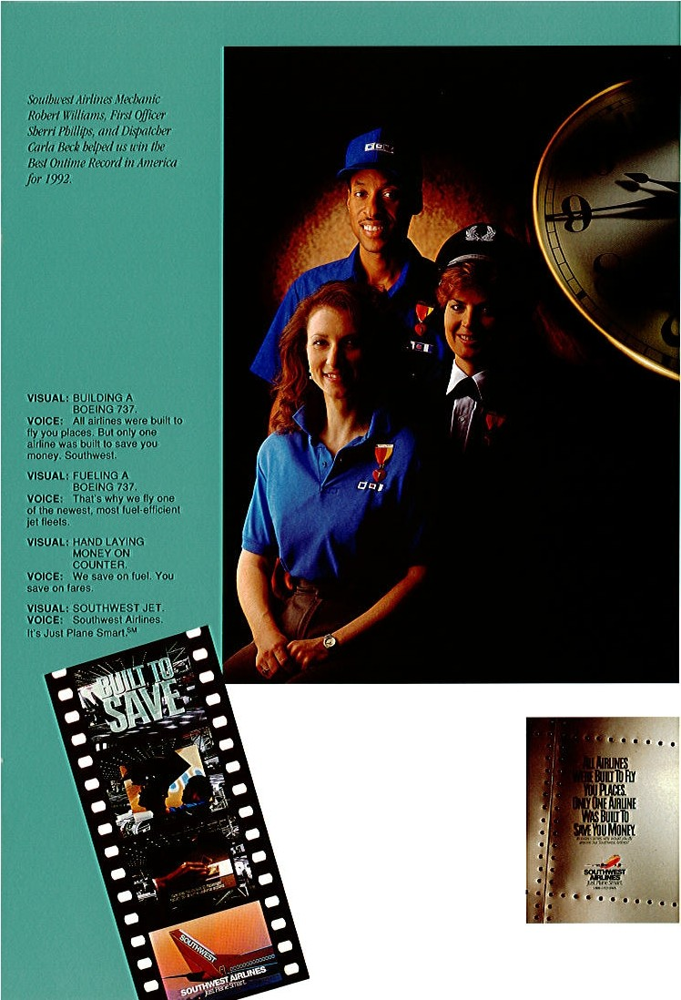 Southwest Airlines Mechanic
Robert Williams, First Officer
Sherri Phillips, and Dispatcher
Carla Beck helped us win the
Best Ontime Record in America
for 1992.
VISUAL: BUILDING A
BOEING 737.
VOICE: All airlines were built to
fly you places. But only one
airline was built to save you
money. Southwest.
VISUAL: FUELING A
BOEING 737.
VOICE: That's why we fly one
of the newest, most fuel-efficient
jet fleets.
VISUAL: HAND LAYING
MONEY ON
COUNTER.
VOICE: We save on fuel. You
save on fares.
VISUAL: SOUTHWEST JET.
VOICE: Southwest Airlines.
It's Just Plane Smart.℠
9
BUILT TO
SAVE
SOUTHWEST
SOUTHWEST AIRLINES
Just Plane Smart.
ALL AIRLINES
WERE BUILT TO FLY
YOU PLACES.
ONLY ONE AIRLINE
WAS BUILT TO
SAVE YOU MONEY.
SOUTHWEST
AIRLINES
Just Plane Smart.